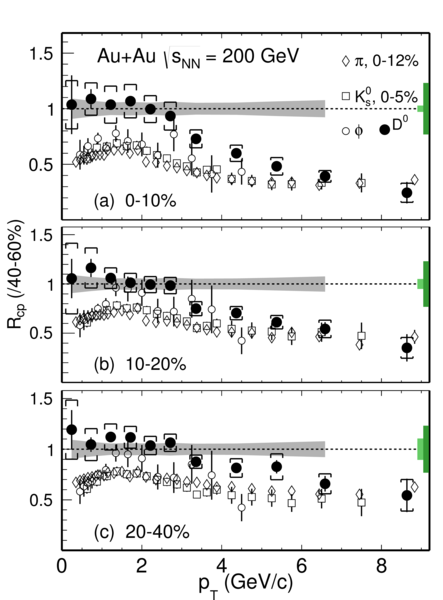 Au+Au √sNN = 200 GeV
π, 0-12%
K⁰s, 0-5%
ϕ D⁰
1.5
1
0.5
(a) 0-10%
1.5
1
0.5
(b) 10-20%
1.5
1
0.5
(c) 20-40%
Rcp (/40-60%)
0 2 4 6 8
pT (GeV/c)